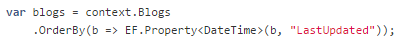 var blogs = context.Blogs
.OrderBy(b => EF.Property<DateTime>(b, "LastUpdated"));